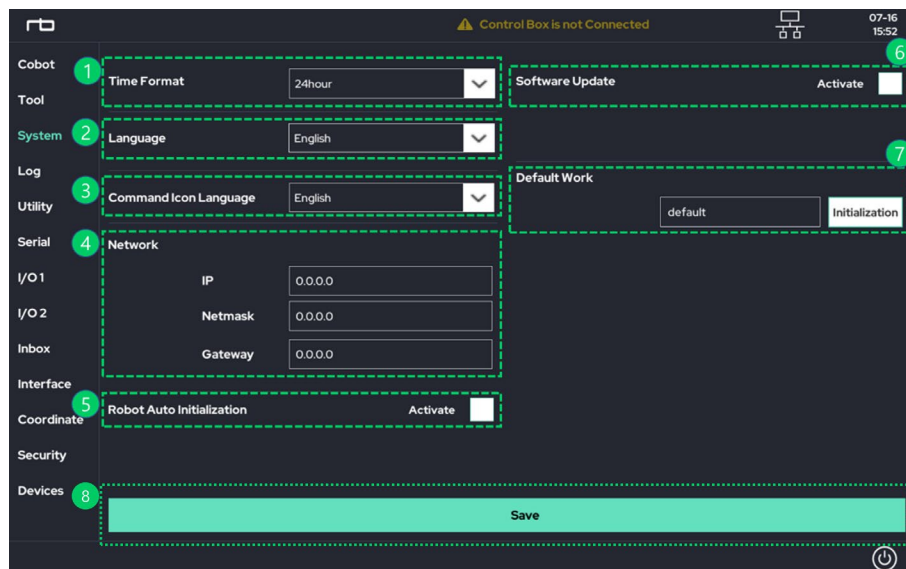 rb
Control Box is not Connected
07-16
15:52
Cobot
Tool
System
Log
Utility
Serial
I/O 1
I/O 2
Inbox
Interface
Coordinate
Security
Devices
1
Time Format
24hour
2
Language
English
3
Command Icon Language
English
4
Network
IP
0.0.0.0
Netmask
0.0.0.0
Gateway
0.0.0.0
5
Robot Auto Initialization
Activate
6
Software Update
Activate
7
Default Work
default
Initialization
8
Save